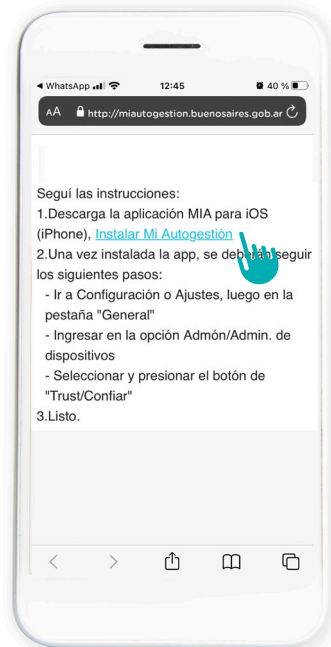 WhatsApp 12:45 40 %
AA http://miautogestion.buenosaires.gob.ar
Seguí las instrucciones:
1.Descarga la aplicación MIA para iOS
(iPhone), Instalar Mi Autogestión
2.Una vez instalada la app, se deberán seguir
los siguientes pasos:
- Ir a Configuración o Ajustes, luego en la
pestaña "General"
- Ingresar en la opción Admón/Admin. de
dispositivos
- Seleccionar y presionar el botón de
"Trust/Confiar"
3.Listo.